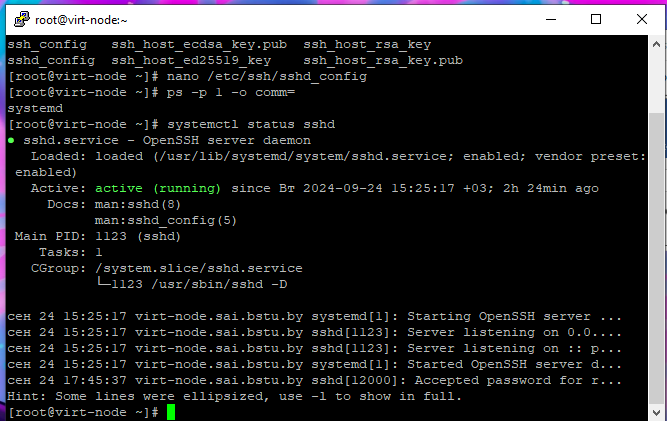 root@virt-node:~
ssh_config   ssh_host_ecdsa_key.pub  ssh_host_rsa_key
sshd_config  ssh_host_ed25519_key    ssh_host_rsa_key.pub
[root@virt-node ~]# nano /etc/ssh/sshd_config
[root@virt-node ~]# ps -p 1 -o comm=
systemd
[root@virt-node ~]# systemctl status sshd
● sshd.service - OpenSSH server daemon
   Loaded: loaded (/usr/lib/systemd/system/sshd.service; enabled; vendor preset:
 enabled)
   Active: active (running) since Вт 2024-09-24 15:25:17 +03; 2h 24min ago
     Docs: man:sshd(8)
           man:sshd_config(5)
 Main PID: 1123 (sshd)
    Tasks: 1
   CGroup: /system.slice/sshd.service
           └─1123 /usr/sbin/sshd -D

сен 24 15:25:17 virt-node.sai.bstu.by systemd[1]: Starting OpenSSH server ...
сен 24 15:25:17 virt-node.sai.bstu.by sshd[1123]: Server listening on 0.0....
сен 24 15:25:17 virt-node.sai.bstu.by sshd[1123]: Server listening on :: p...
сен 24 15:25:17 virt-node.sai.bstu.by systemd[1]: Started OpenSSH server d...
сен 24 17:45:37 virt-node.sai.bstu.by sshd[12000]: Accepted password for r...
Hint: Some lines were ellipsized, use -l to show in full.
[root@virt-node ~]#